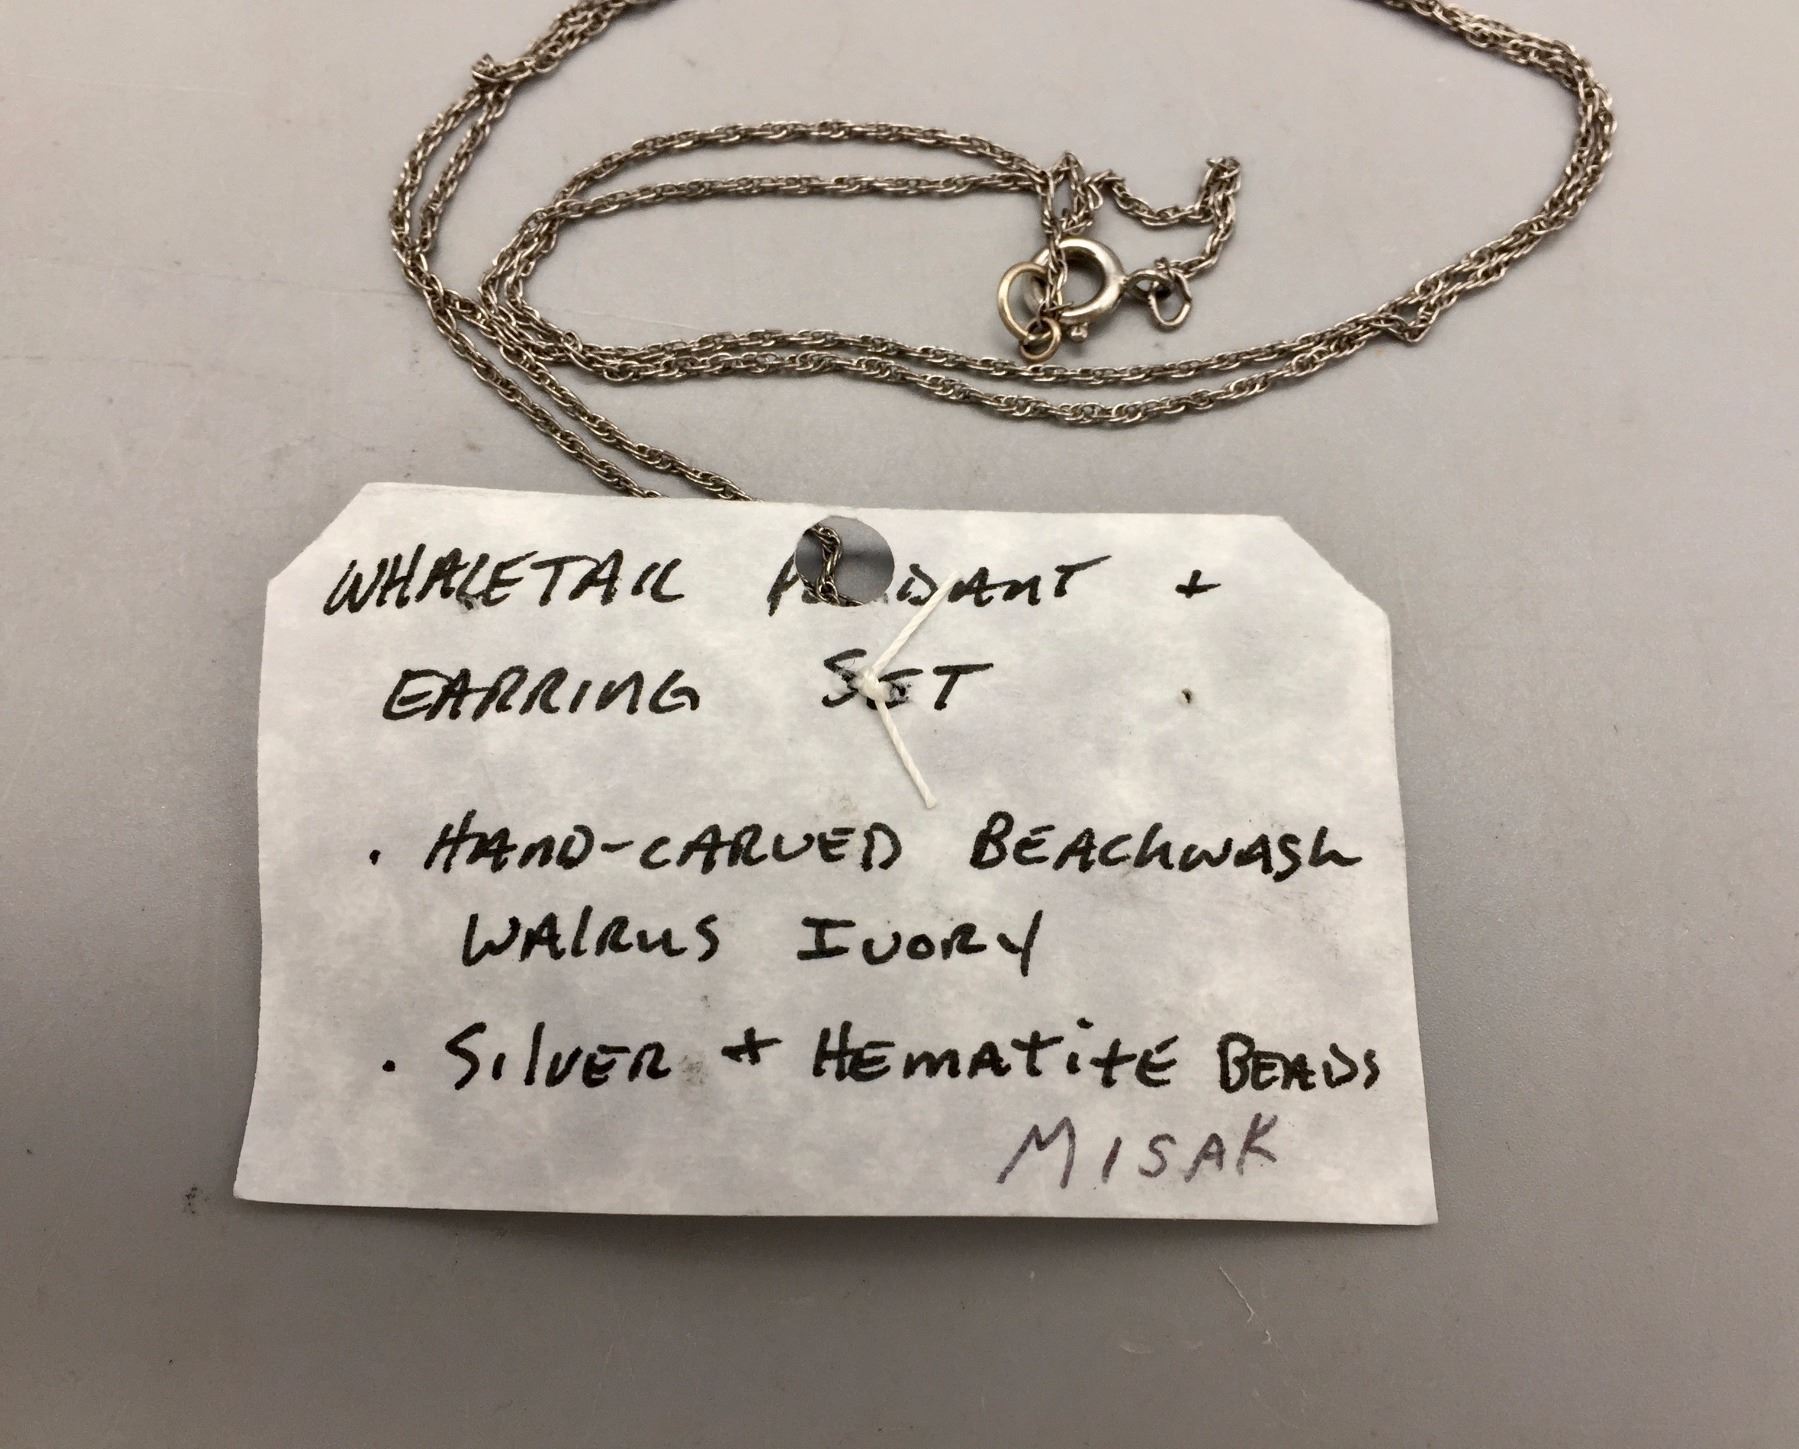 WHALETAIL PENDANT +
EARRING SET
· HAND-CARVED BEACHWASH
WALRUS IVORY
· SILVER + HEMATITE BEADS
MISAK